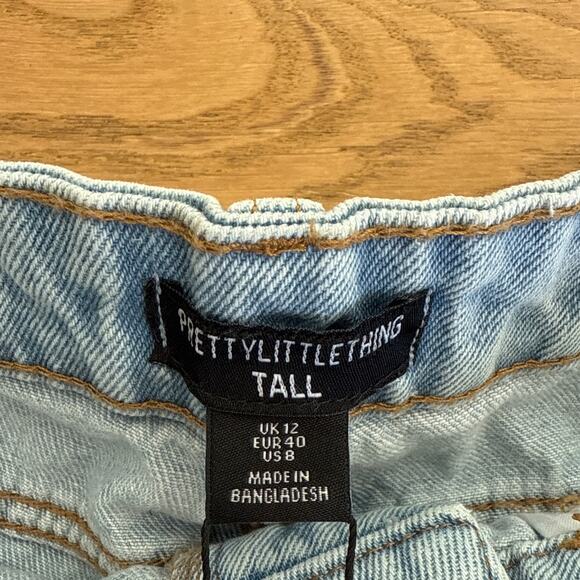 PRETTYLITTLETHING
TALL
UK 12
EUR 40
US 8
MADE IN
BANGLADESH